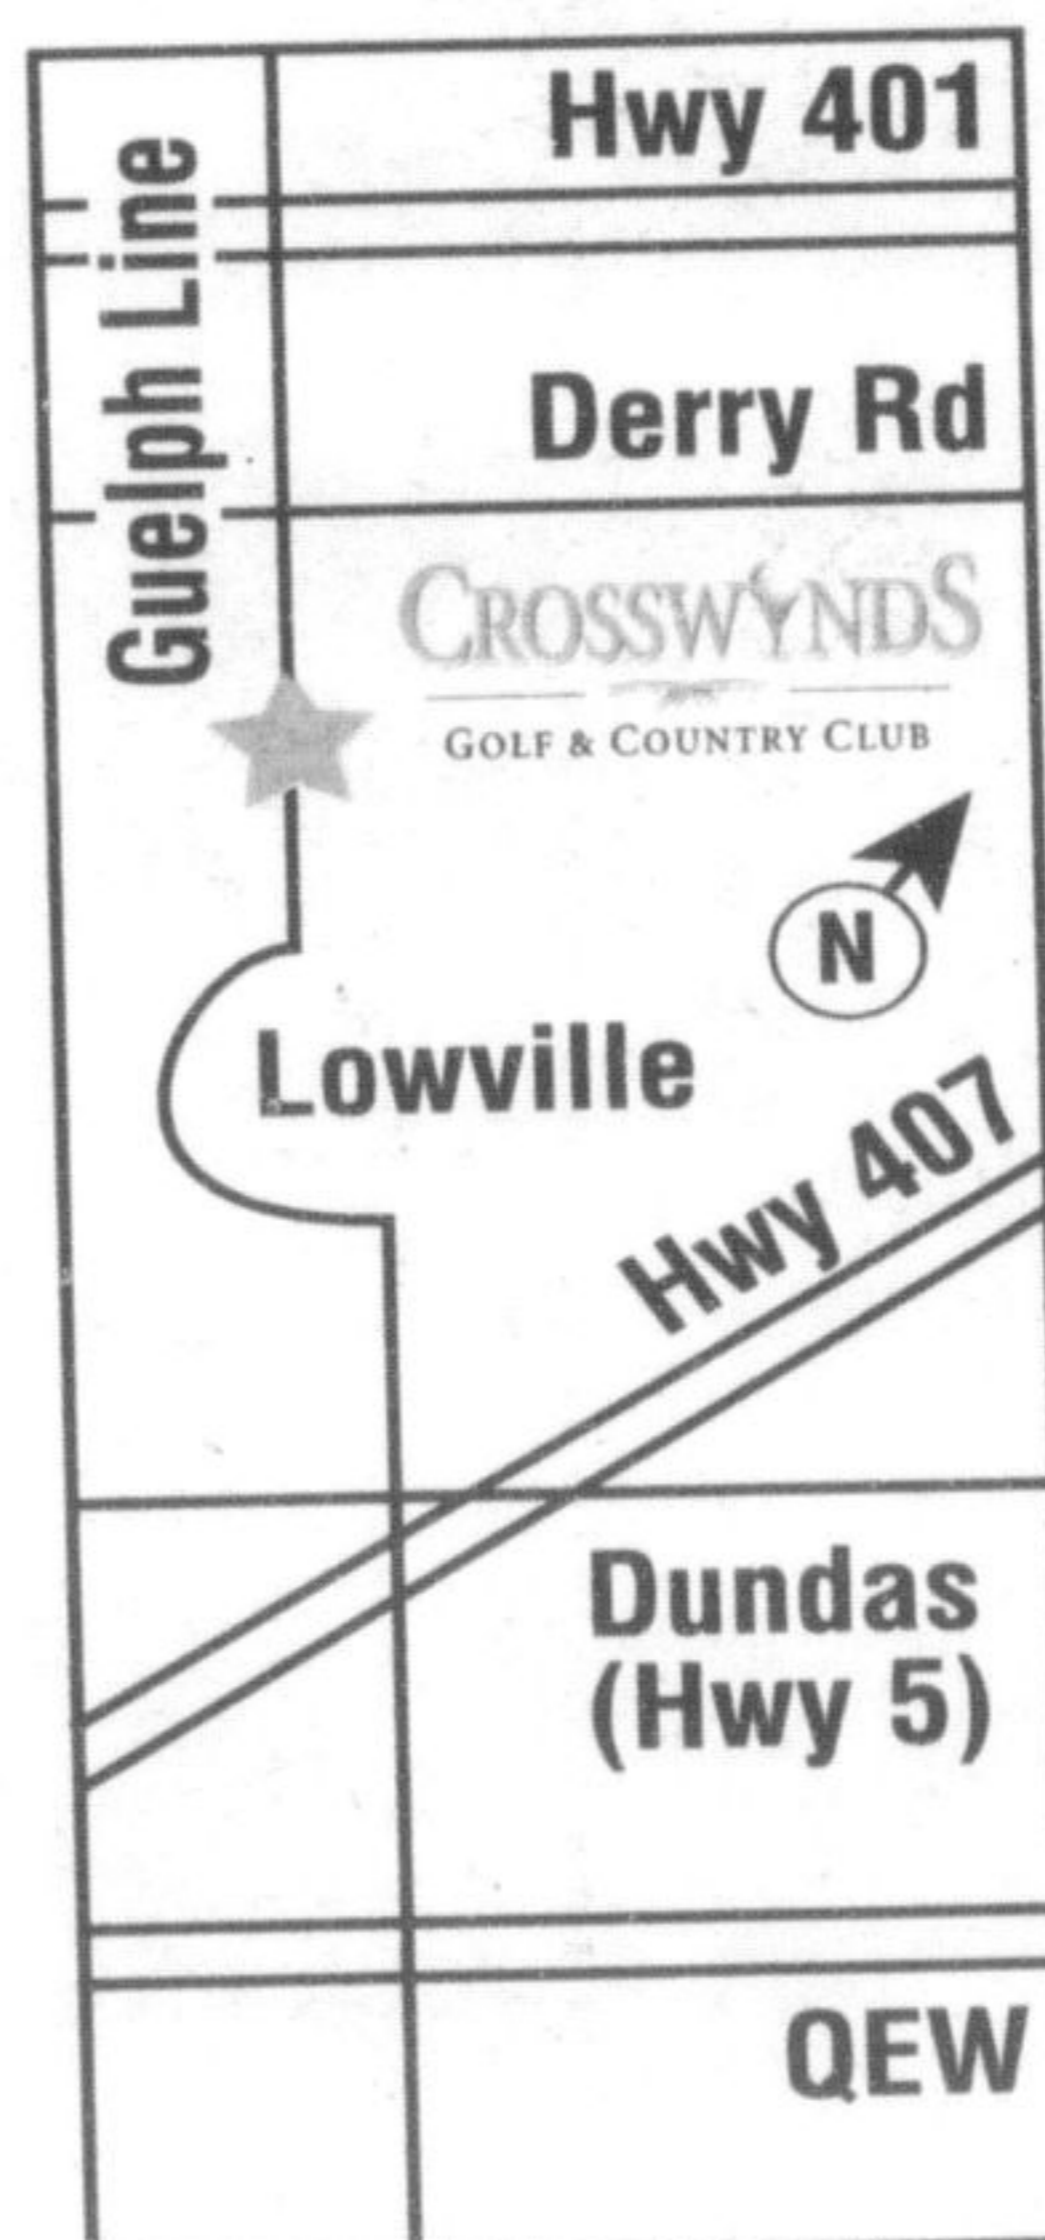 Hwy 401
Guelph Line
Derry Rd
CROSSWYNDS
GOLF & COUNTRY CLUB
N
Lowville
Hwy 407
Dundas
(Hwy 5)
QEW